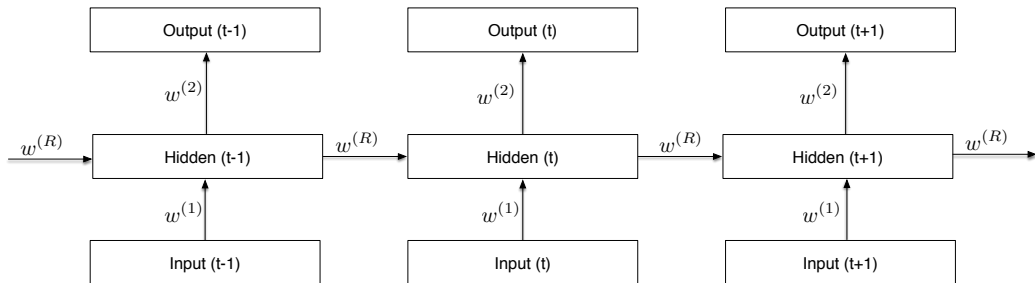 Output (t-1) Output (t) Output (t+1)
w^(2) w^(2) w^(2)
w^(R) Hidden (t-1) w^(R) Hidden (t) w^(R) Hidden (t+1) w^(R)
w^(1) w^(1) w^(1)
Input (t-1) Input (t) Input (t+1)